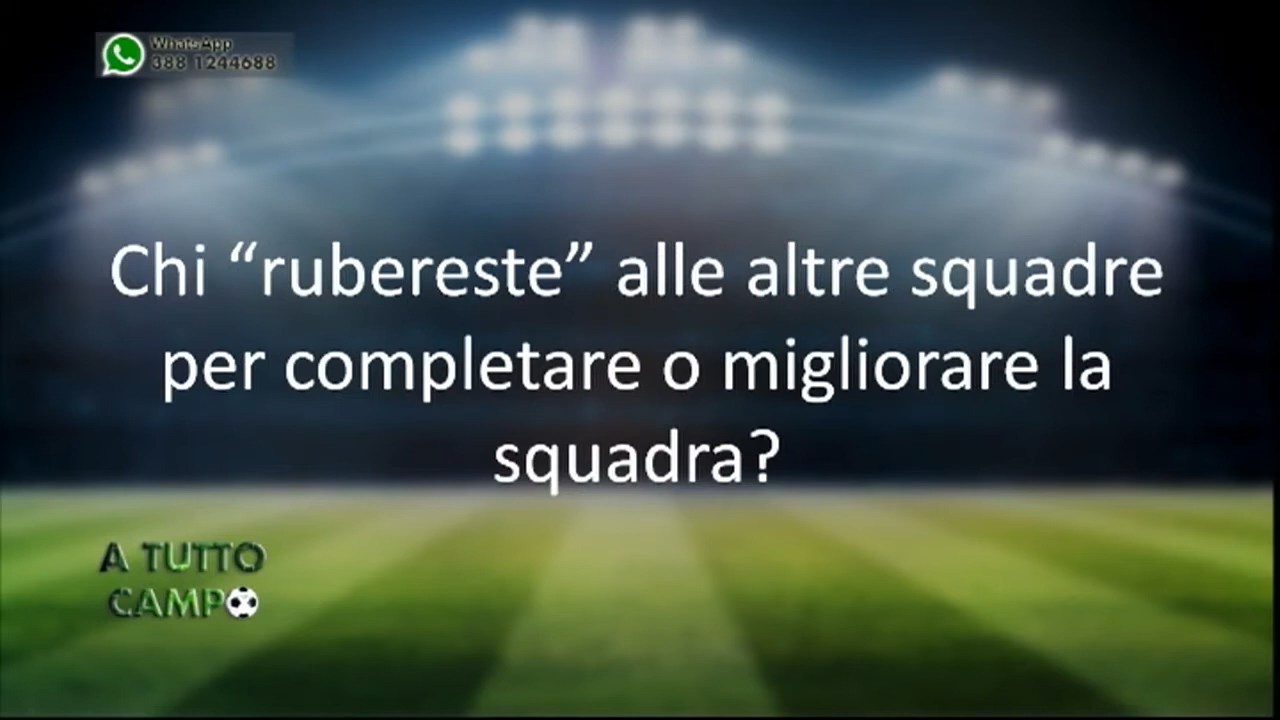 WhatsApp
388 1244688
Chi “rubereste” alle altre squadre
per completare o migliorare la
squadra?
A TUTTO
CAMPO